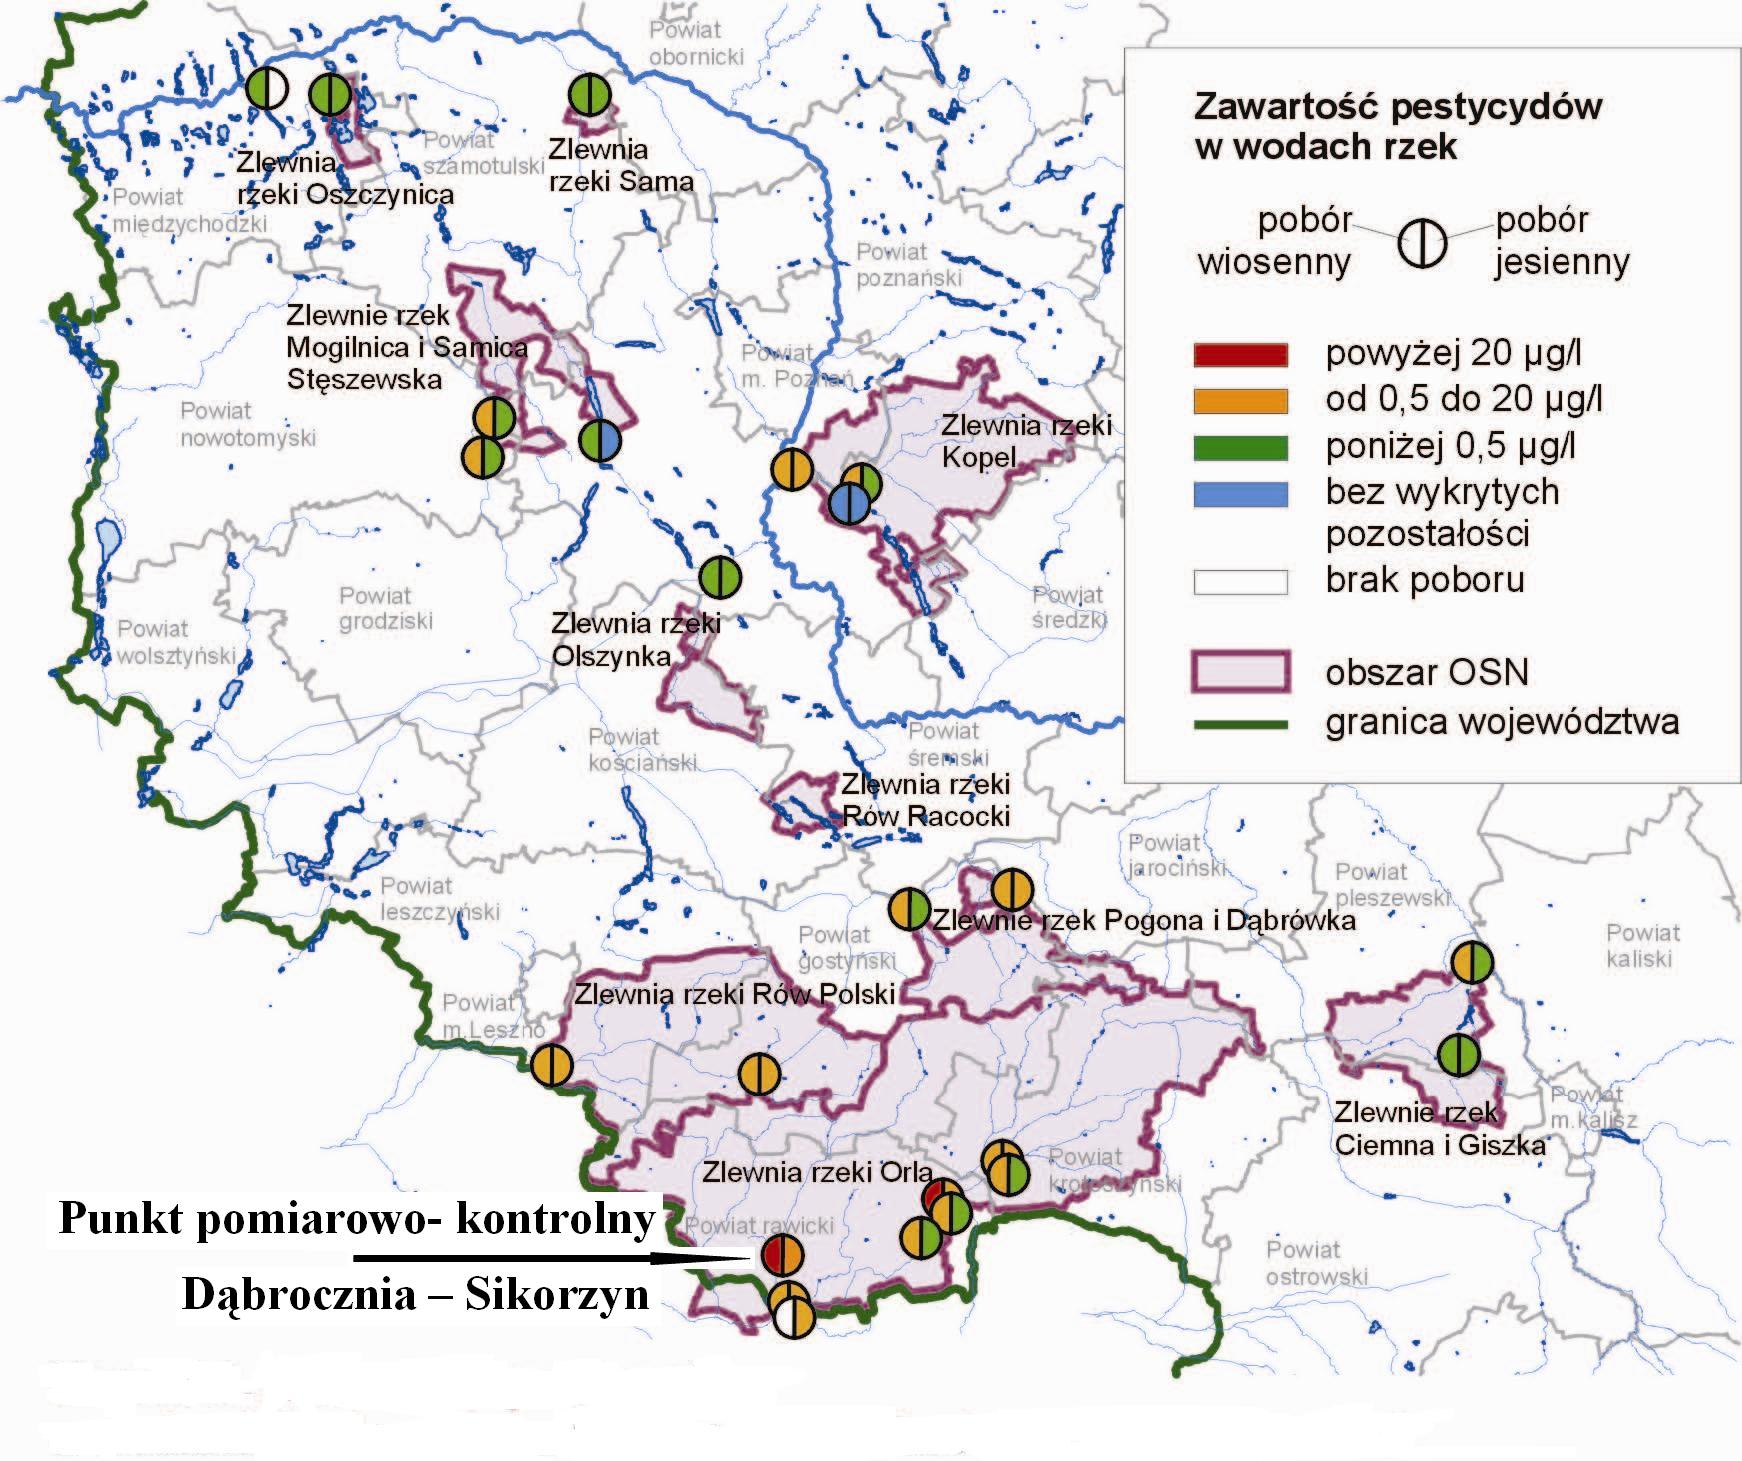 Powiat
obornicki
Zawartość pestycydów
w wodach rzek
pobór
wiosenny
pobór
jesienny
powyżej 20 µg/l
od 0,5 do 20 µg/l
poniżej 0,5 µg/l
bez wykrytych
pozostałości
brak poboru
obszar OSN
granica województwa
Powiat
szamotulski
Zlewnia
rzeki Sama
Zlewnia
rzeki Oszczynica
Powiat
międzychodzki
Powiat
poznański
Zlewnie rzek
Mogilnica i Samica
Stęszewska
Powiat
m. Poznań
Powiat
nowotomyski
Zlewnia rzeki
Kopel
Powiat
grodziski
Powiat
wolsztyński
Zlewnia rzeki
Olszynka
Powiat
średzki
Powiat
kościański
Powiat
śremski
Zlewnia rzeki
Rów Racocki
Powiat
jarociński
Powiat
pleszewski
Powiat
leszczyński
Zlewnie rzek Pogona i Dąbrówka
Powiat
gostyński
Powiat
kaliski
Zlewnia rzeki Rów Polski
Powiat
m.Leszno
Powiat
m.kalisz
Zlewnie rzek
Ciemna i Giszka
Zlewnia rzeki Orla
Powiat
krotoszyński
Powiat rawicki
Punkt pomiarowo- kontrolny
Dąbrocznia – Sikorzyn
Powiat
ostrowski